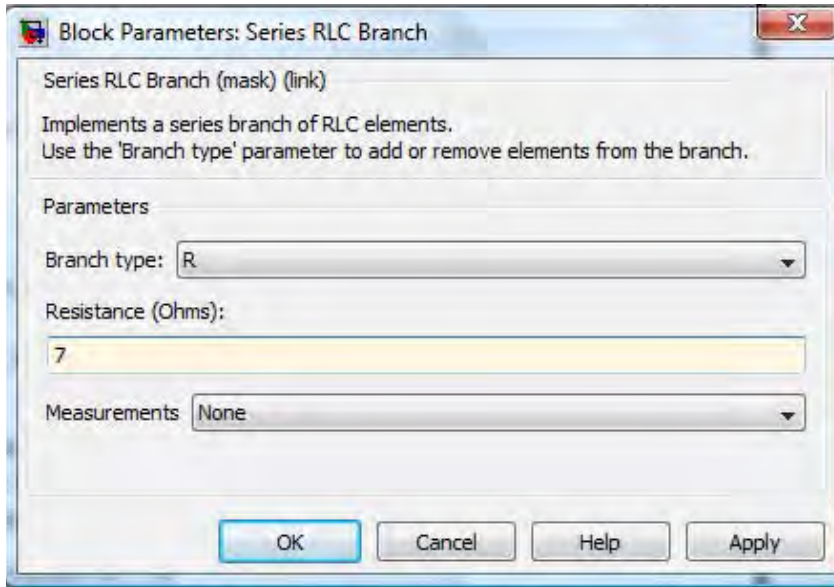 Block Parameters: Series RLC Branch
X
Series RLC Branch (mask) (link)
Implements a series branch of RLC elements.
Use the 'Branch type' parameter to add or remove elements from the branch.
Parameters
Branch type: R
Resistance (Ohms):
7
Measurements None
OK Cancel Help Apply